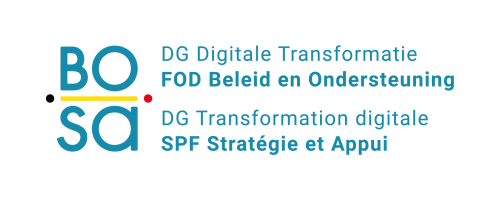 BO
sa
DG Digitale Transformatie
FOD Beleid en Ondersteuning
DG Transformation digitale
SPF Stratégie et Appui